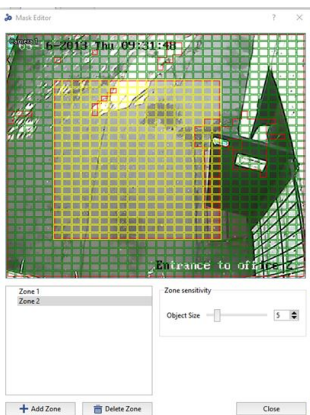 Mask Editor
6-2013 Thu 09:31:48
Entrance to office
Zone 1
Zone 2
Zone sensitivity
Object Size
5
Add Zone
Delete Zone
Close